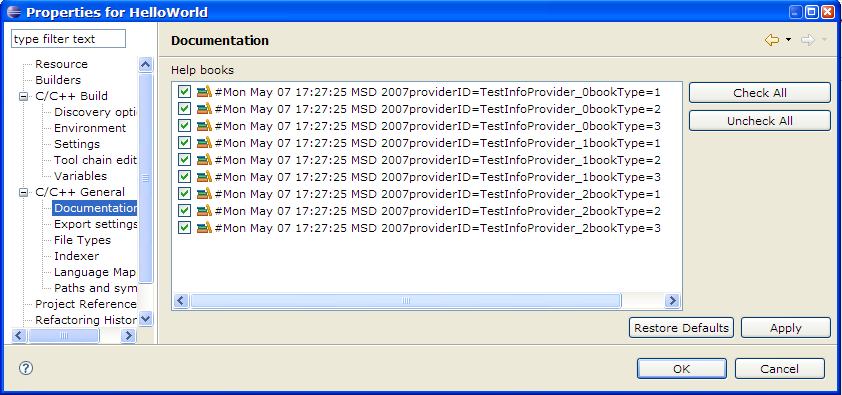 Properties for HelloWorld
type filter text
Resource
Builders
C/C++ Build
Discovery opti
Environment
Settings
Tool chain edit
Variables
C/C++ General
Documentation
Export settings
File Types
Indexer
Language Map
Paths and sym
Project Reference
Refactoring Histor
Documentation
Help books
#Mon May 07 17:27:25 MSD 2007providerID=TestInfoProvider_0bookType=1
#Mon May 07 17:27:25 MSD 2007providerID=TestInfoProvider_0bookType=2
#Mon May 07 17:27:25 MSD 2007providerID=TestInfoProvider_0bookType=3
#Mon May 07 17:27:25 MSD 2007providerID=TestInfoProvider_1bookType=1
#Mon May 07 17:27:25 MSD 2007providerID=TestInfoProvider_1bookType=2
#Mon May 07 17:27:25 MSD 2007providerID=TestInfoProvider_1bookType=3
#Mon May 07 17:27:25 MSD 2007providerID=TestInfoProvider_2bookType=1
#Mon May 07 17:27:25 MSD 2007providerID=TestInfoProvider_2bookType=2
#Mon May 07 17:27:25 MSD 2007providerID=TestInfoProvider_2bookType=3
Check All
Uncheck All
Restore Defaults
Apply
?
OK
Cancel